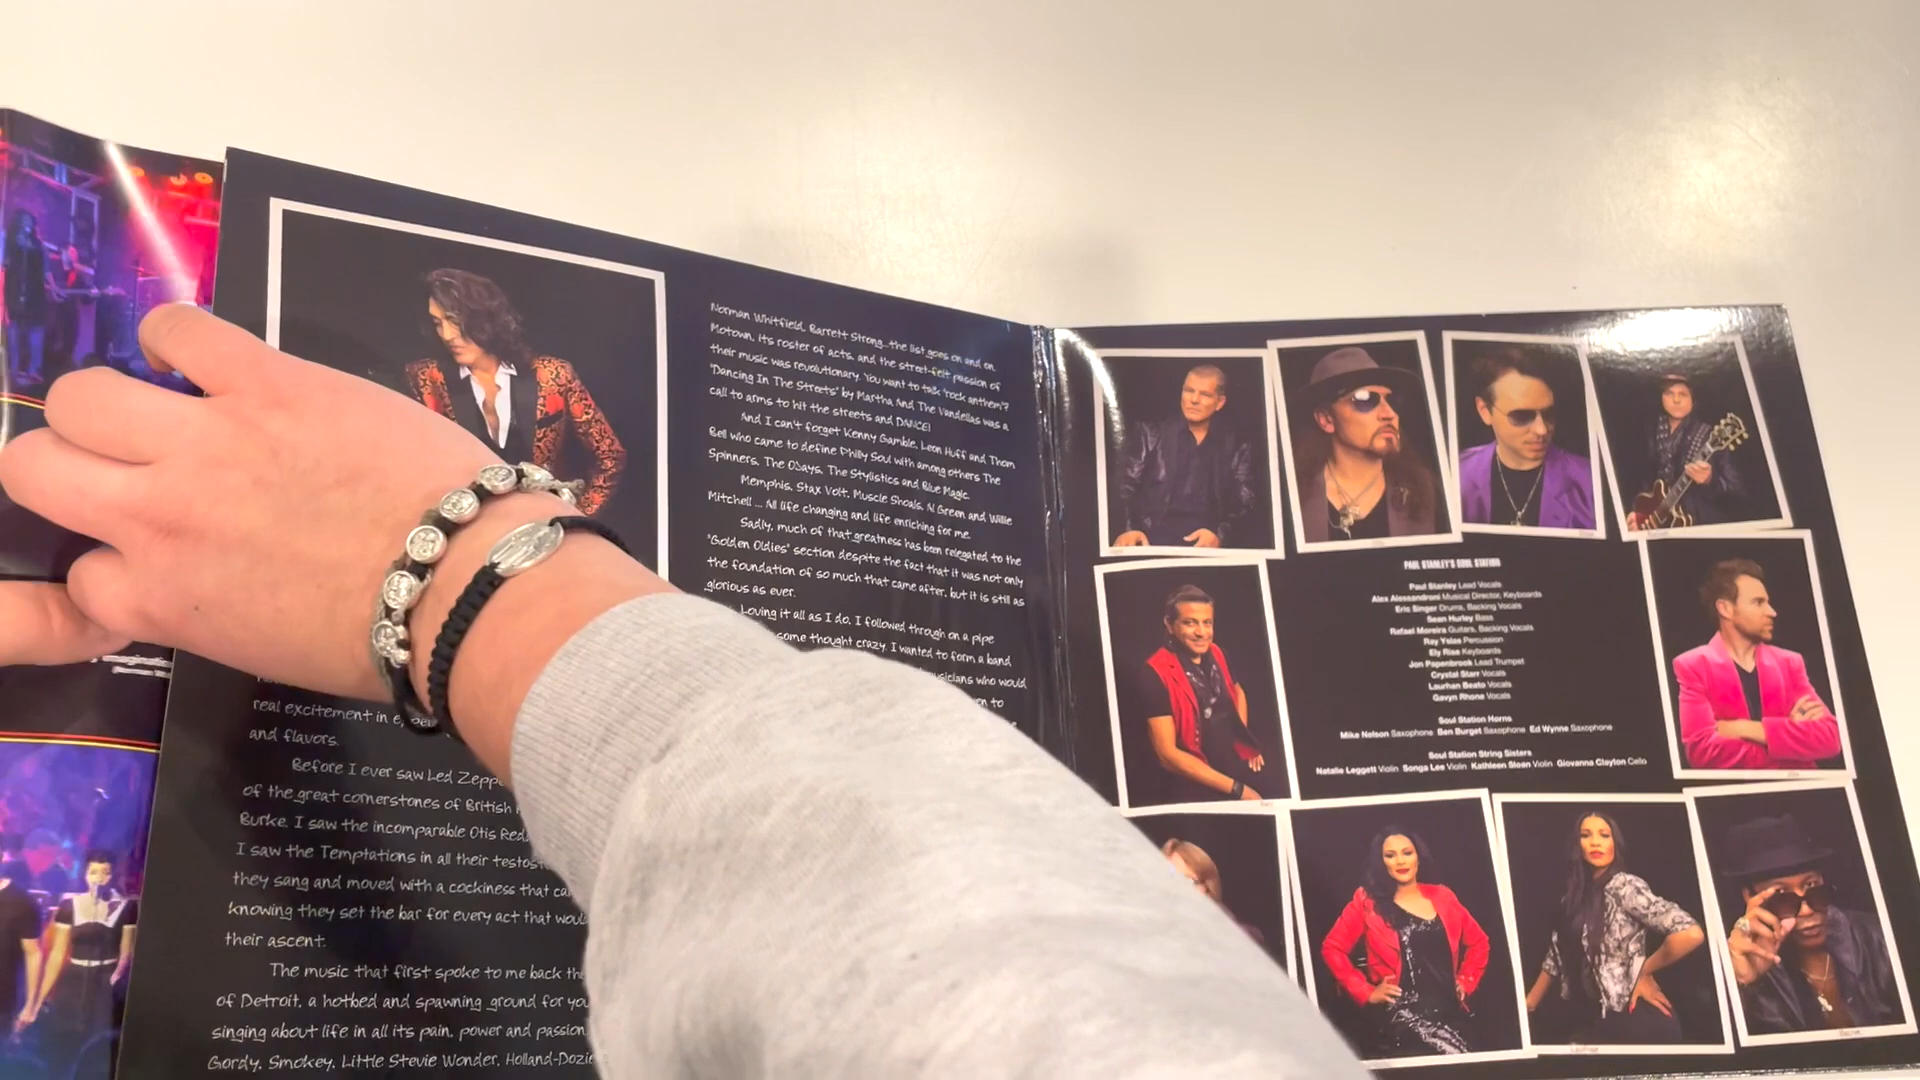 real excitement in e
and flavors.
Before I ever saw Led Zepp
of the great cornerstones of British
Burke. I saw the incomparable Otis Red
I saw the Temptations in all their testos
they sang and moved with a cockiness that ca
knowing they set the bar for every act that woul
their ascent.
The music that first spoke to me back th
of Detroit, a hotbed and spawning ground for you
singing about life in all its pain, power and passion
Gordy, Smokey, Little Stevie Wonder, Holland-Dozie
Norman Whitfield, Barrett Strong...the list goes on and on.
Motown, its roster of acts, and the street-felt passion of
their music was revolutionary. You want to talk 'rock anthem'?
'Dancing In The Streets' by Martha And The Vandellas was a
call to arms to hit the streets and DANCE!
And I can't forget Kenny Gamble, Leon Huff and Thom
Bell who came to define Philly Soul with among others The
Spinners, The OJays, The Stylistics and Blue Magic.
Memphis, Stax Volt, Muscle Shoals, Al Green and Willie
Mitchell ... All life changing and life enriching for me.
Sadly, much of that greatness has been relegated to the
"Golden Oldies" section despite the fact that it was not only
the foundation of so much that came after, but it is still as
glorious as ever.
Loving it all as I do, I followed through on a pipe
some thought crazy. I wanted to form a band
usicians who would
to
PAUL STANLEY'S SOUL STATION
Paul Stanley Lead Vocals
Alex Alessandroni Musical Director, Keyboards
Eric Singer Drums, Backing Vocals
Sean Hurley Bass
Rafael Moreira Guitars, Backing Vocals
Ray Yslas Percussion
Ely Rise Keyboards
Jon Papenbrook Lead Trumpet
Crystal Starr Vocals
Laurhan Beato Vocals
Gavyn Rhone Vocals
Soul Station Horns
Mike Nelson Saxophone Ben Burget Saxophone Ed Wynne Saxophone
Soul Station String Sisters
Natalie Leggett Violin Songa Lee Violin Kathleen Sloan Violin Giovanna Clayton Cello